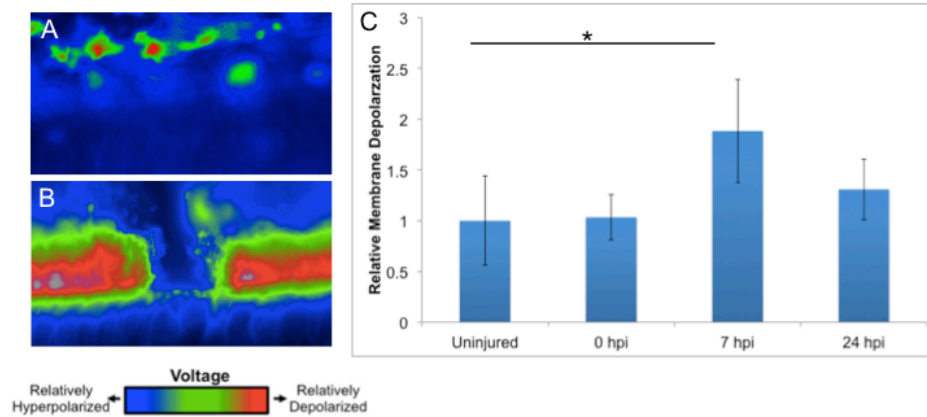 A
B
C
*
Relative Membrane Depolarzation
3
2.5
2
1.5
1
0.5
0
Uninjured 0 hpi 7 hpi 24 hpi
Voltage
Relatively Hyperpolarized
Relatively Depolarized